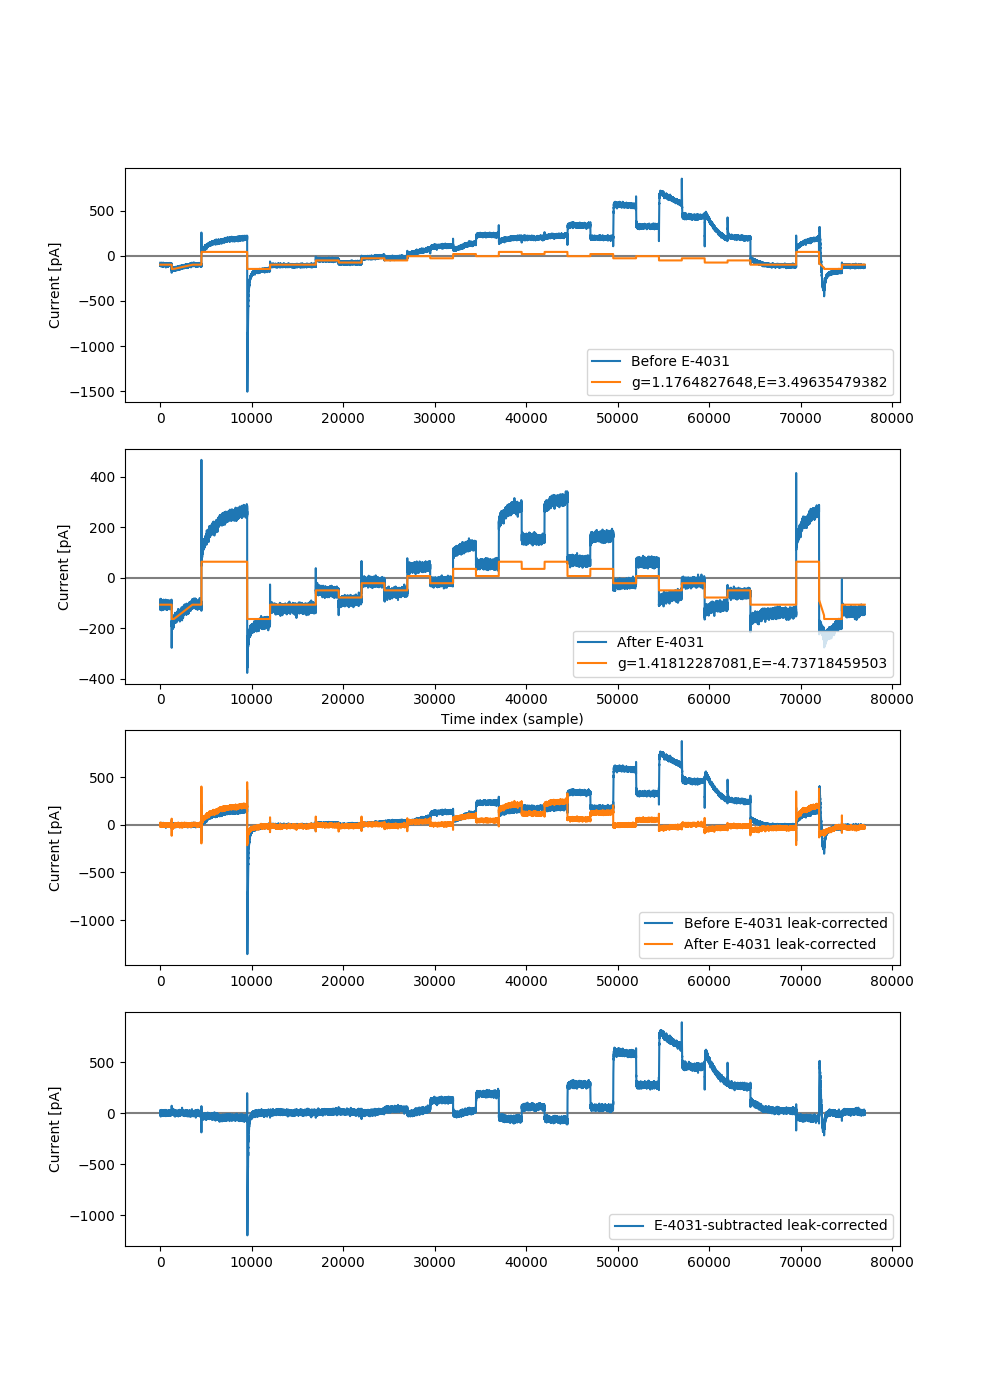 500
0
−500
−1000
−1500
Current [pA]
Before E-4031
g=1.1764827648,E=3.49635479382
0 10000 20000 30000 40000 50000 60000 70000 80000
400
200
0
−200
−400
Current [pA]
After E-4031
g=1.41812287081,E=-4.73718459503
0 10000 20000 30000 40000 50000 60000 70000 80000
Time index (sample)
500
0
−500
−1000
Current [pA]
Before E-4031 leak-corrected
After E-4031 leak-corrected
0 10000 20000 30000 40000 50000 60000 70000 80000
500
0
−500
−1000
Current [pA]
E-4031-subtracted leak-corrected
0 10000 20000 30000 40000 50000 60000 70000 80000